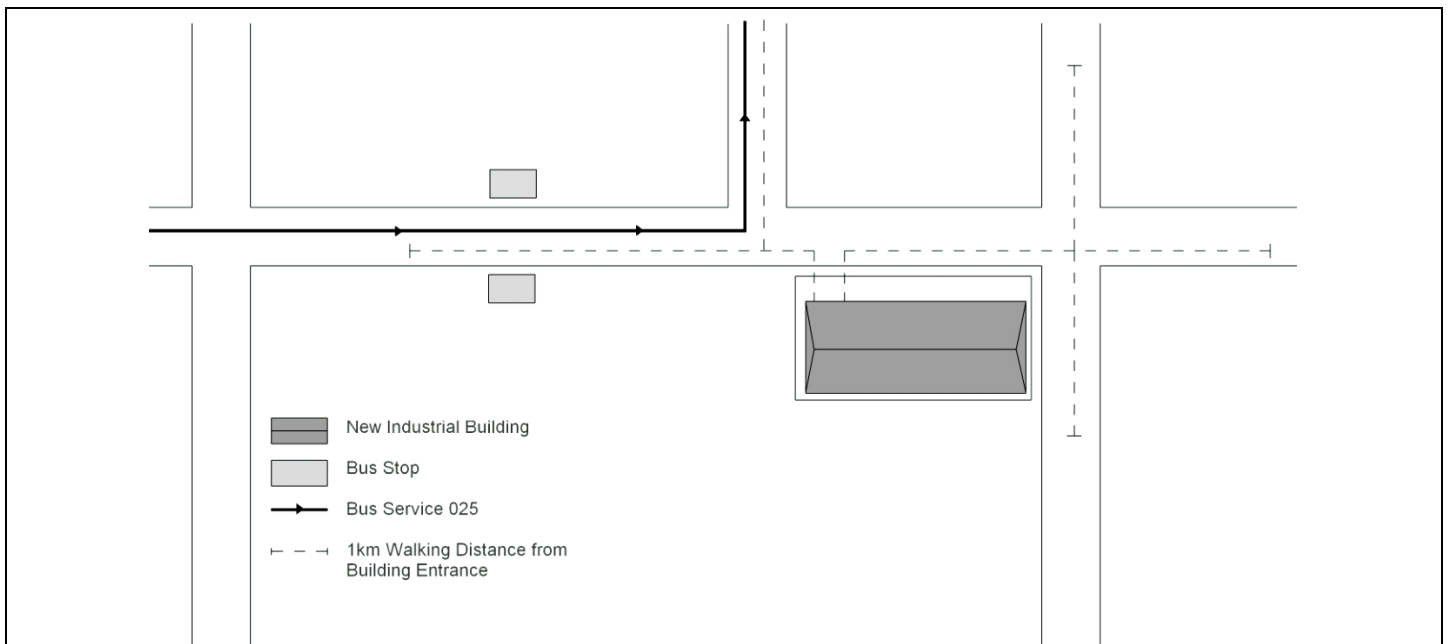 New Industrial Building
Bus Stop
Bus Service 025
1km Walking Distance from
Building Entrance